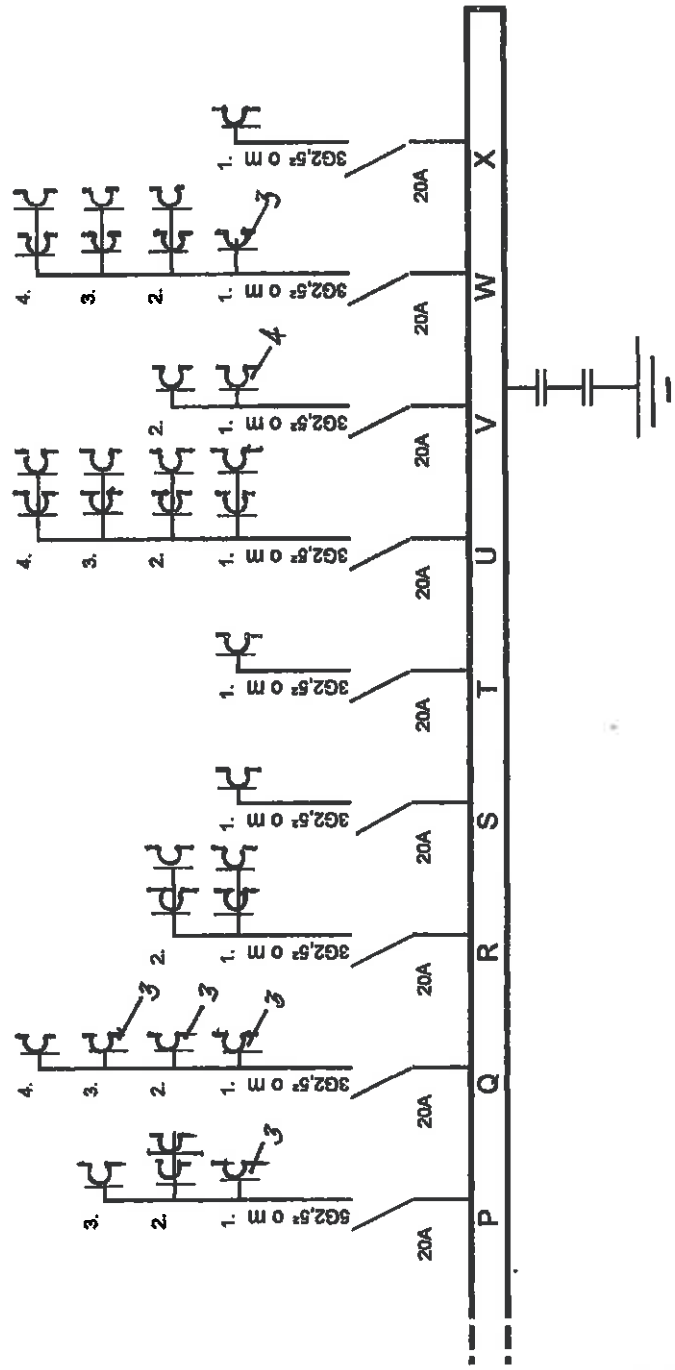 3.
2.
1. 3
5G2,5² o m
20A
P
4.
3. 3
2. 3
1. 3
3G2,5² o m
20A
Q
2.
1.
3G2,5² o m
20A
R
1.
3G2,5² o m
20A
S
1.
3G2,5² o m
20A
T
4.
3.
2.
1.
3G2,5² o m
20A
U
2.
1. 4
3G2,5² o m
20A
V
4.
3.
2.
1. 3
3G2,5² o m
20A
W
1.
3G2,5² o m
20A
X